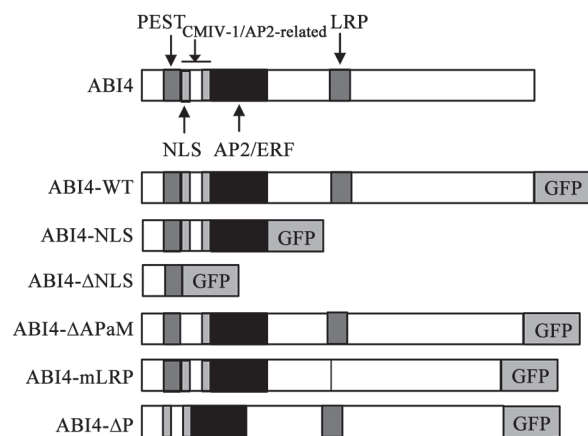 PEST CMIV-1/AP2-related LRP
ABI4
NLS AP2/ERF
ABI4-WT GFP
ABI4-NLS GFP
ABI4-ΔNLS GFP
ABI4-ΔAPaM GFP
ABI4-mLRP GFP
ABI4-ΔP GFP